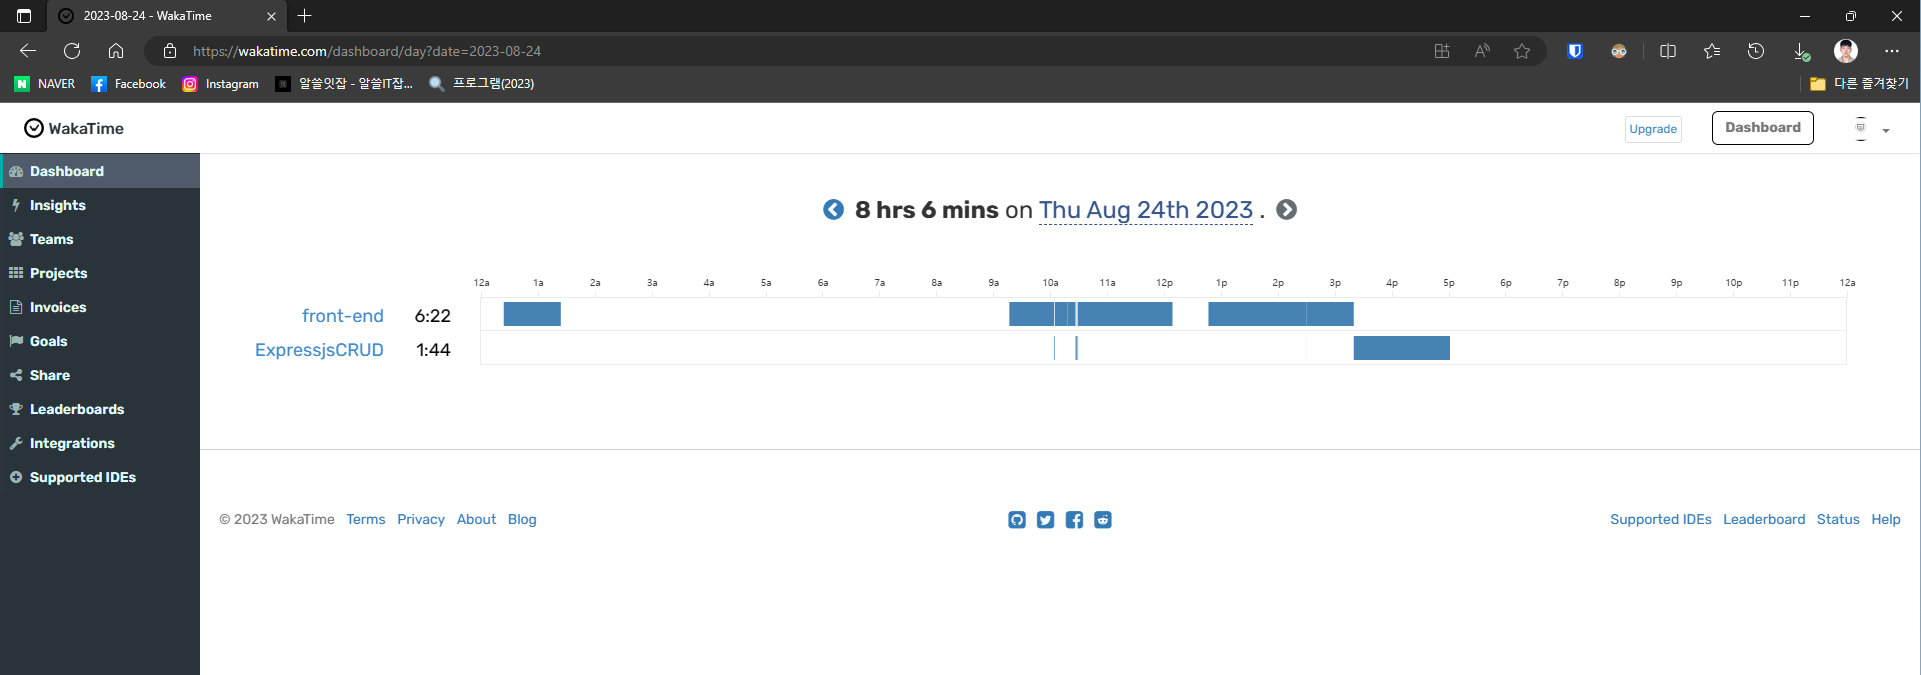 2023-08-24 - WakaTime
https://wakatime.com/dashboard/day?date=2023-08-24
NAVER Facebook Instagram 알쓸잇잡 - 알쓸IT잡... 프로그램(2023) 다른 즐겨찾기
WakaTime Upgrade Dashboard
Dashboard
Insights
Teams
Projects
Invoices
Goals
Share
Leaderboards
Integrations
Supported IDEs
8 hrs 6 mins on Thu Aug 24th 2023 .
12a 1a 2a 3a 4a 5a 6a 7a 8a 9a 10a 11a 12p 1p 2p 3p 4p 5p 6p 7p 8p 9p 10p 11p 12a
front-end 6:22
ExpressjsCRUD 1:44
© 2023 WakaTime Terms Privacy About Blog
Supported IDEs Leaderboard Status Help